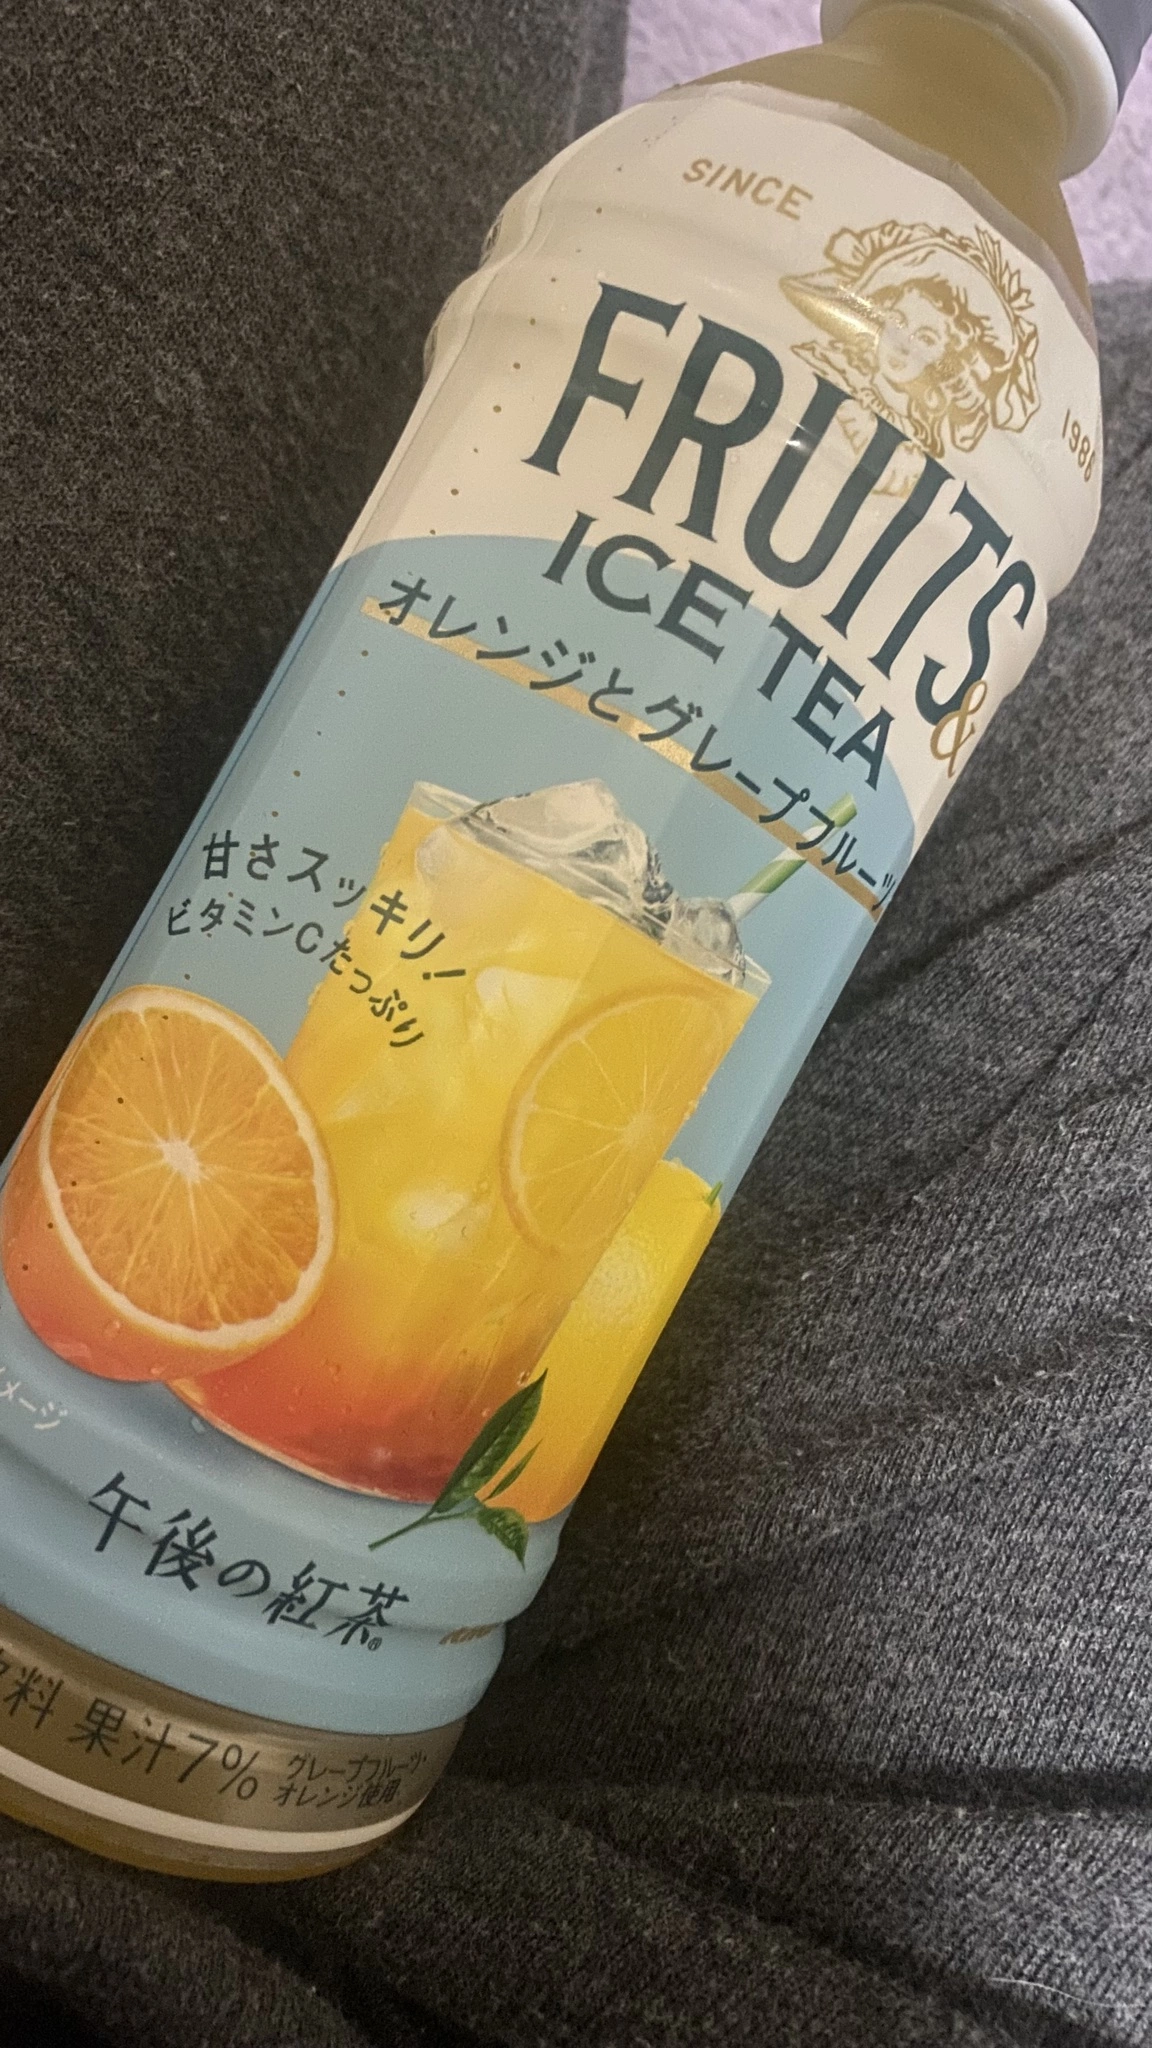 SINCE
1986
FRUITS
&
ICE TEA
オレンジとグレープフルーツ
甘さスッキリ!
ビタミンCたっぷり
メージ
午後の紅茶®
料 果汁7%
グレープフルーツ・
オレンジ使用